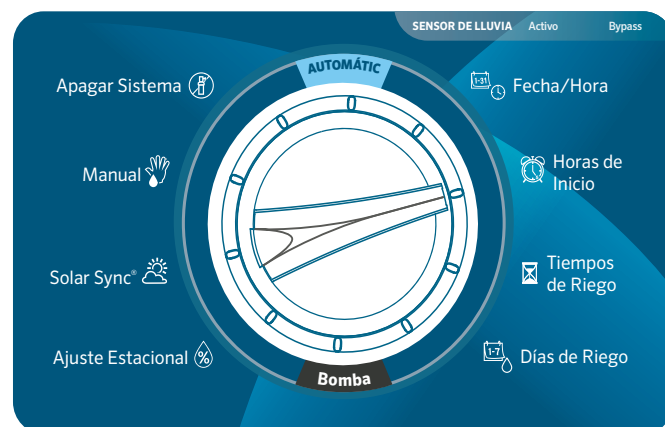 SENSOR DE LLUVIA Activo Bypass
AUTOMÁTIC
Apagar Sistema
Fecha/Hora
1-31
Manual
Horas de
Inicio
Solar Sync®
Tiempos
de Riego
Ajuste Estacional
%
1-7
Días de Riego
Bomba